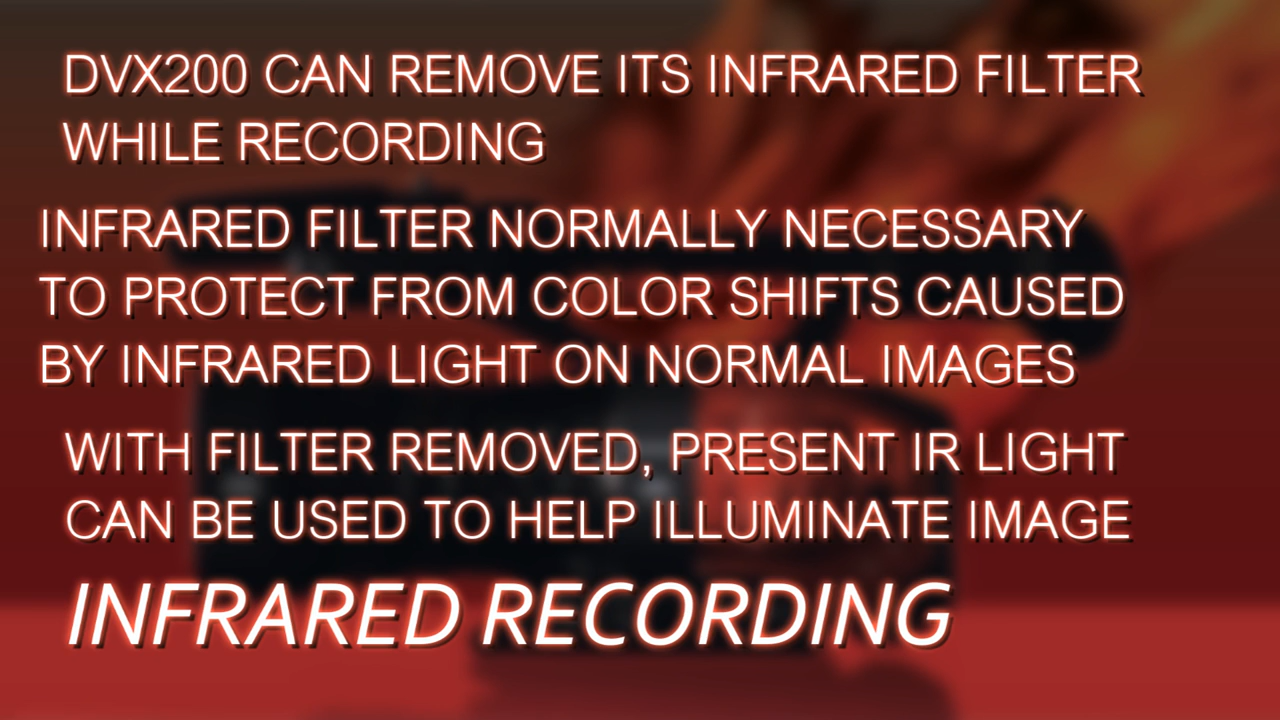 DVX200 CAN REMOVE ITS INFRARED FILTER
WHILE RECORDING
INFRARED FILTER NORMALLY NECESSARY
TO PROTECT FROM COLOR SHIFTS CAUSED
BY INFRARED LIGHT ON NORMAL IMAGES
WITH FILTER REMOVED, PRESENT IR LIGHT
CAN BE USED TO HELP ILLUMINATE IMAGE
INFRARED RECORDING